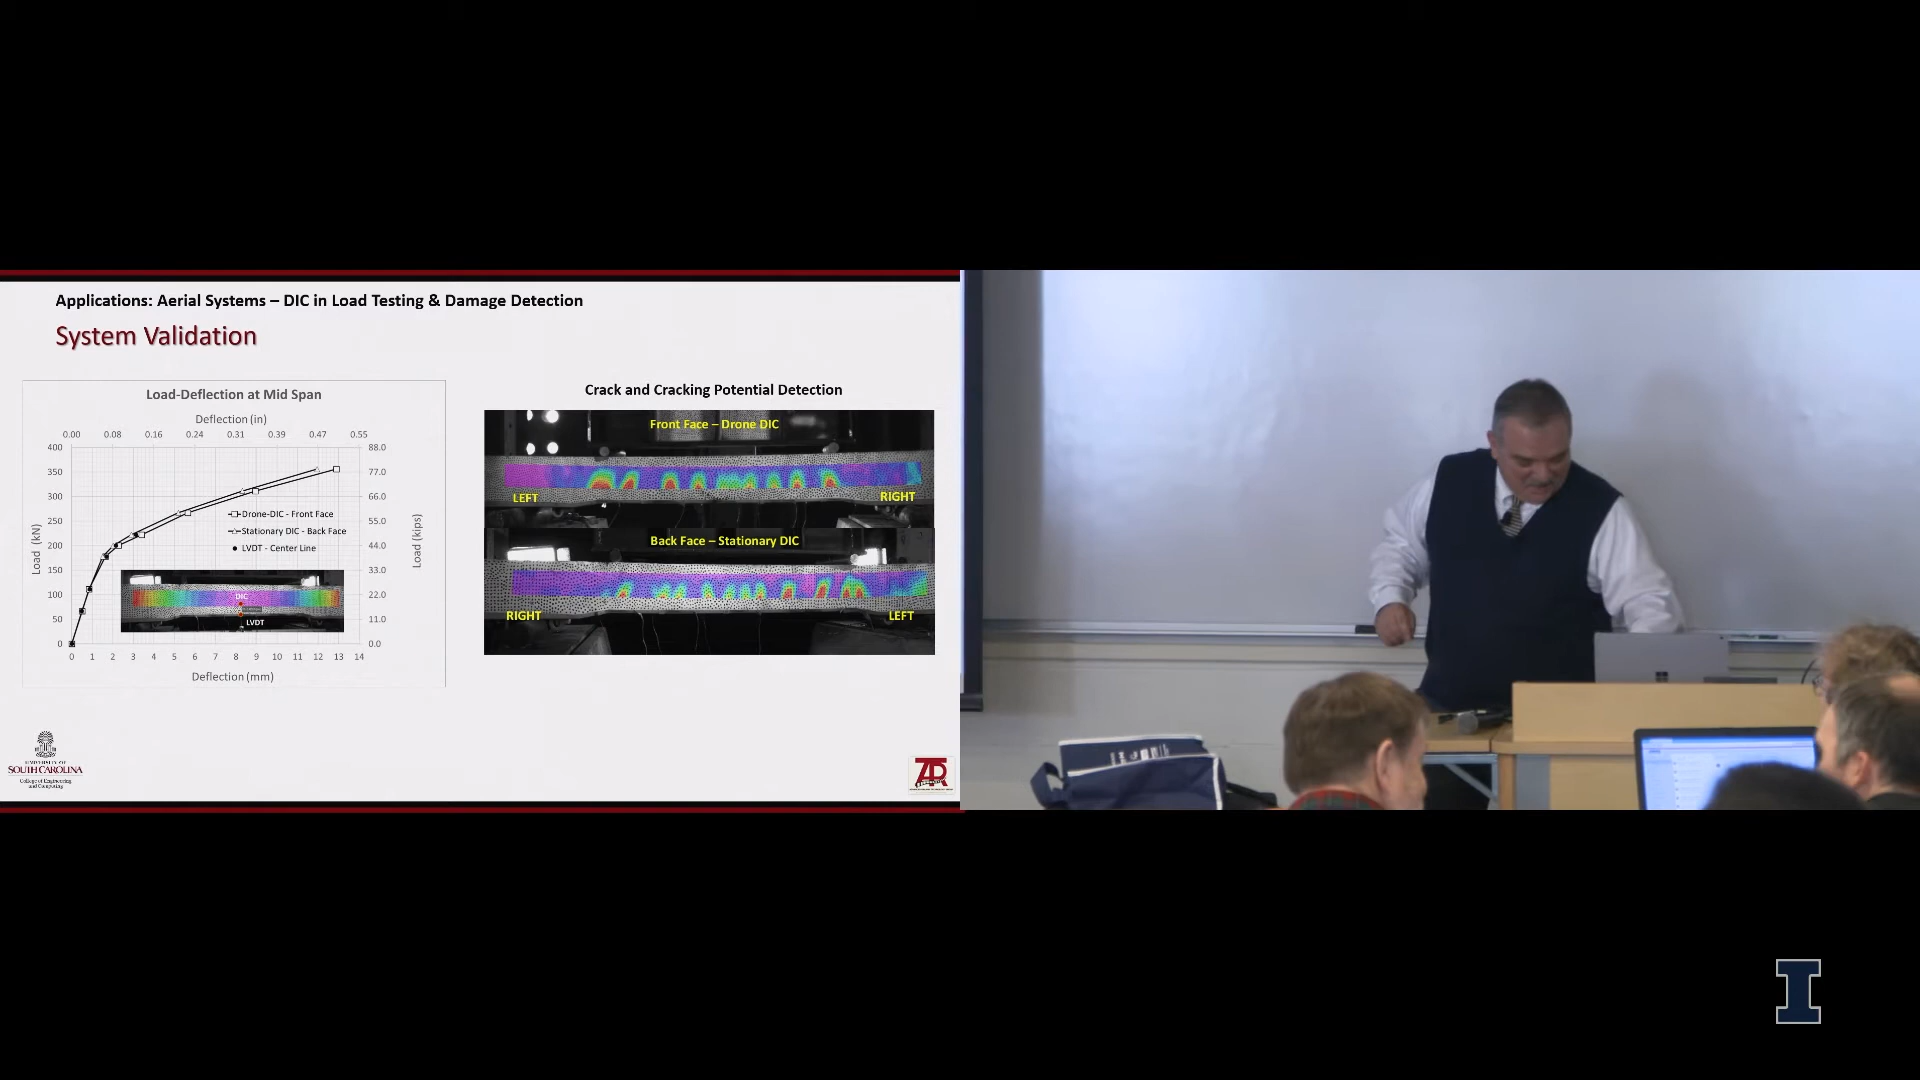 Applications: Aerial Systems – DIC in Load Testing & Damage Detection
System Validation
Load-Deflection at Mid Span
Deflection (in)
0.00 0.08 0.16 0.24 0.31 0.39 0.47 0.55
400 88.0
350 77.0
300 66.0
250 55.0
200 44.0
150 33.0
100 22.0
50 11.0
0 0.0
Load (kN)
Load (kips)
Drone-DIC - Front Face
Stationary DIC - Back Face
LVDT - Center Line
DIC
LVDT
0 1 2 3 4 5 6 7 8 9 10 11 12 13 14
Deflection (mm)
Crack and Cracking Potential Detection
Front Face – Drone DIC
LEFT RIGHT
Back Face – Stationary DIC
RIGHT LEFT
UNIVERSITY OF
SOUTH CAROLINA
College of Engineering
and Computing
I